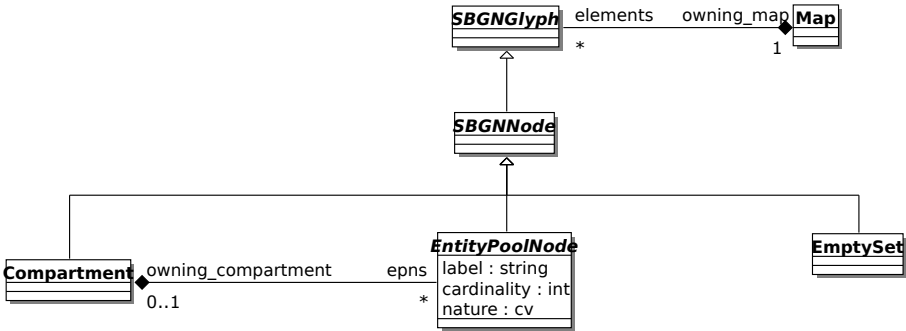 SBGNGlyph
elements owning_map
Map
* 1
SBGNNode
EntityPoolNode
EmptySet
Compartment
owning_compartment epns
label : string
cardinality : int
0..1 *
nature : cv